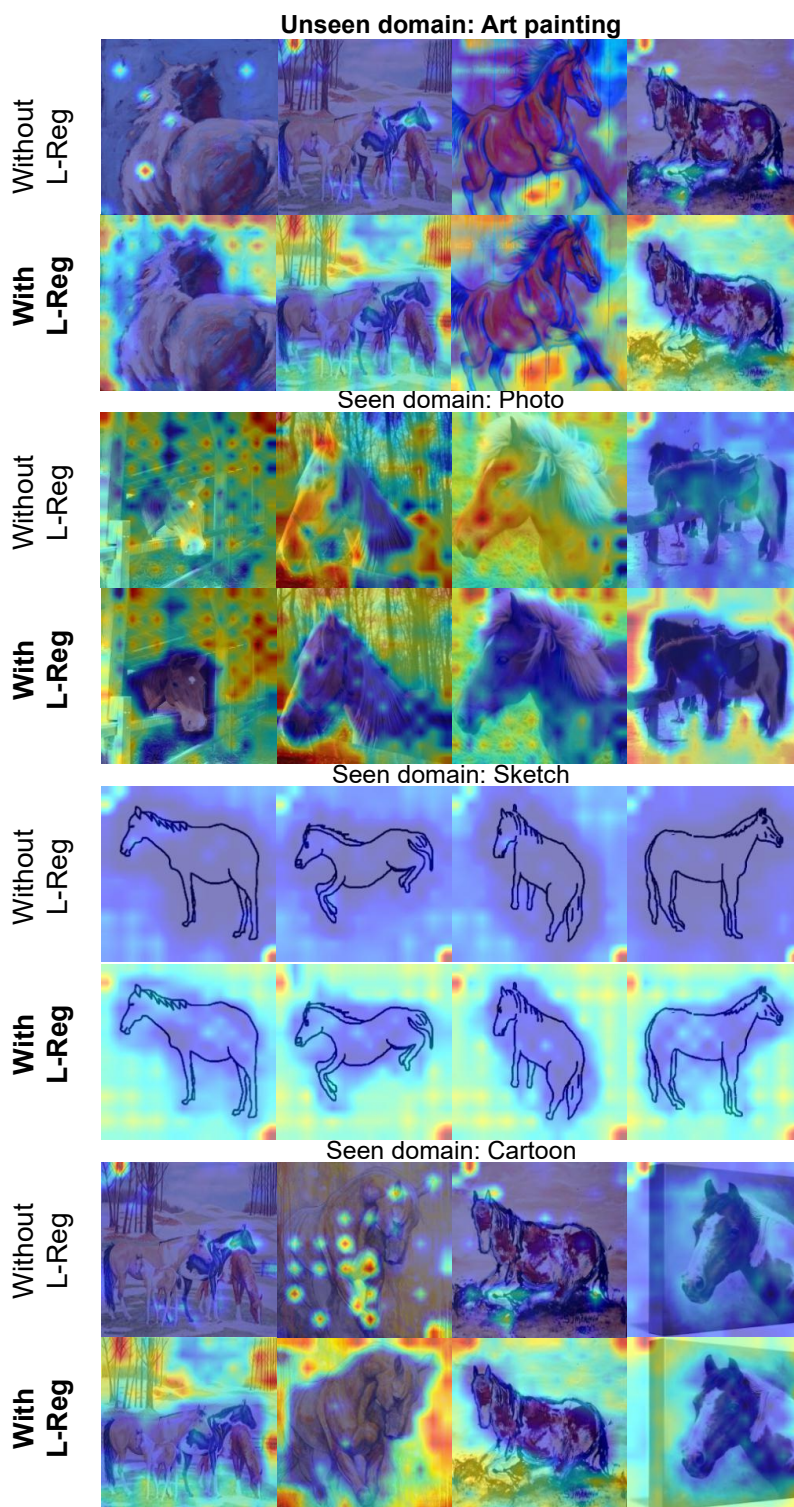 Unseen domain: Art painting
Without
L-Reg
With
L-Reg
Seen domain: Photo
Without
L-Reg
With
L-Reg
Seen domain: Sketch
Without
L-Reg
With
L-Reg
Seen domain: Cartoon
Without
L-Reg
With
L-Reg